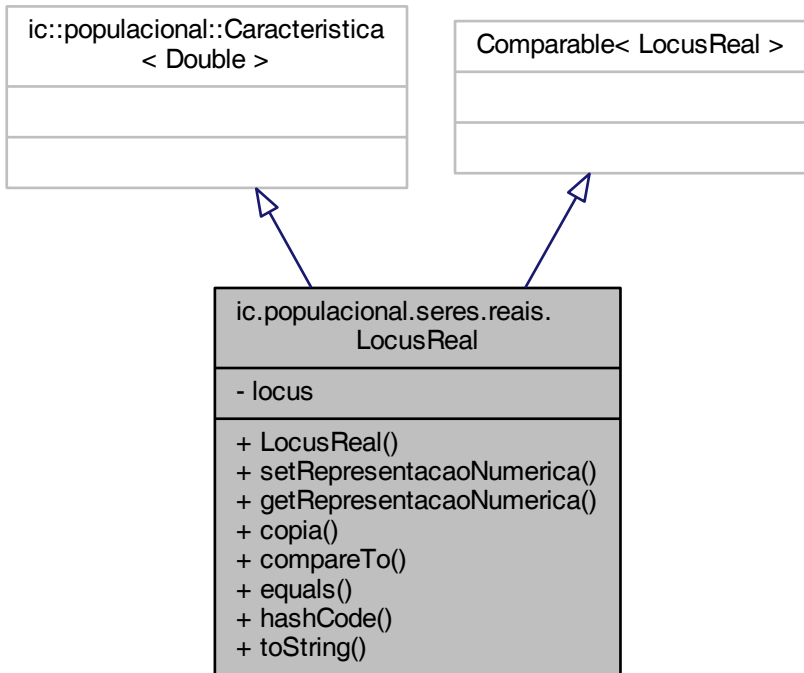 ic::populacional::Caracteristica
< Double >
Comparable< LocusReal >
ic.populacional.seres.reais.
LocusReal
- locus
+ LocusReal()
+ setRepresentacaoNumerica()
+ getRepresentacaoNumerica()
+ copia()
+ compareTo()
+ equals()
+ hashCode()
+ toString()